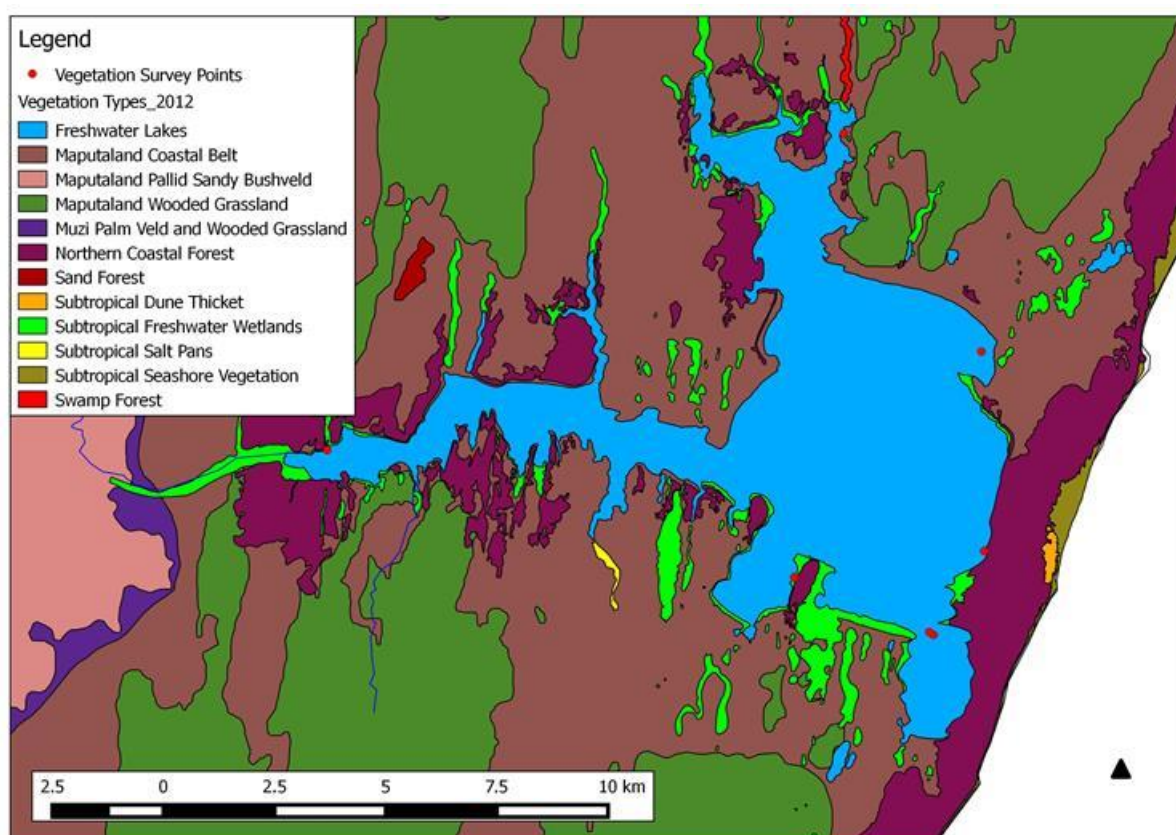 Legend
Vegetation Survey Points
Vegetation Types_2012
Freshwater Lakes
Maputaland Coastal Belt
Maputaland Pallid Sandy Bushveld
Maputaland Wooded Grassland
Muzi Palm Veld and Wooded Grassland
Northern Coastal Forest
Sand Forest
Subtropical Dune Thicket
Subtropical Freshwater Wetlands
Subtropical Salt Pans
Subtropical Seashore Vegetation
Swamp Forest
2.5 0 2.5 5 7.5 10 km